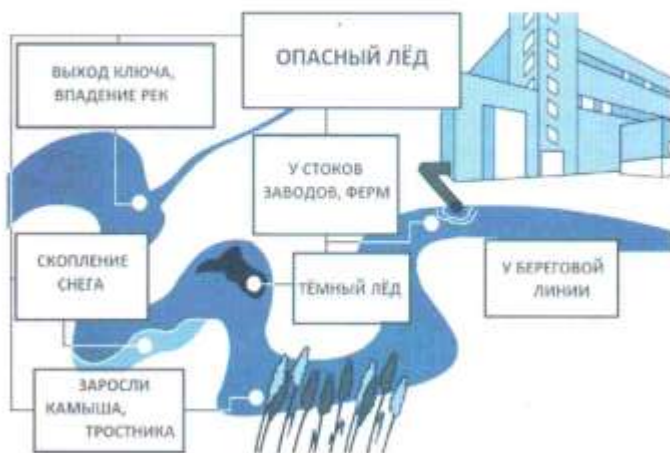 ОПАСНЫЙ ЛЁД
ВЫХОД КЛЮЧА,
ВПАДЕНИЕ РЕК
У СТОКОВ
ЗАВОДОВ, ФЕРМ
СКОПЛЕНИЕ
СНЕГА
ТЁМНЫЙ ЛЁД
У БЕРЕГОВОЙ
ЛИНИИ
ЗАРОСЛИ
КАМЫША,
ТРОСТНИКА